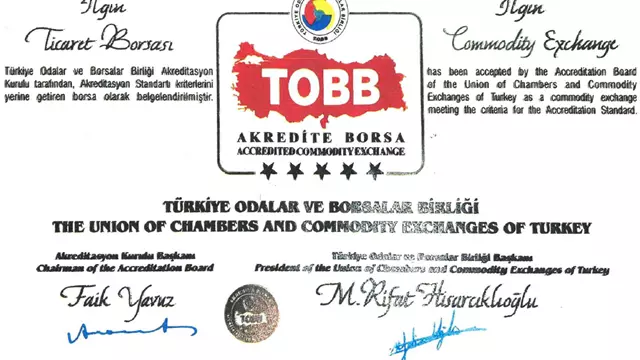 Ilgın
Ticaret Borsası
Türkiye Odalar ve Borsalar Birliği Akreditasyon
Kurulu tarafından, Akreditasyon Standartı kriterlerini
yerine getiren borsa olarak belgelendirilmiştir.
TOBB
TOBB
AKREDİTE BORSA
ACCREDITED COMMODITY EXCHANGE
Ilgın
Commodity Exchange
has been accepted by the Accreditation Board
of the Union of Chambers and Commodity
Exchanges of Turkey as a commodity exchange
meeting the criteria for the Accreditation Standard.
TÜRKİYE ODALAR VE BORSALAR BİRLİĞİ
THE UNION OF CHAMBERS AND COMMODITY EXCHANGES OF TURKEY
Akreditasyon Kurulu Başkanı
Chairman of the Accreditation Board
Faik Yavuz
TOBB
Türkiye Odalar ve Borsalar Birliği Başkanı
President of the Union of Chambers and Commodity Exchanges of Turkey
M. Rifat Hisarcıklıoğlu